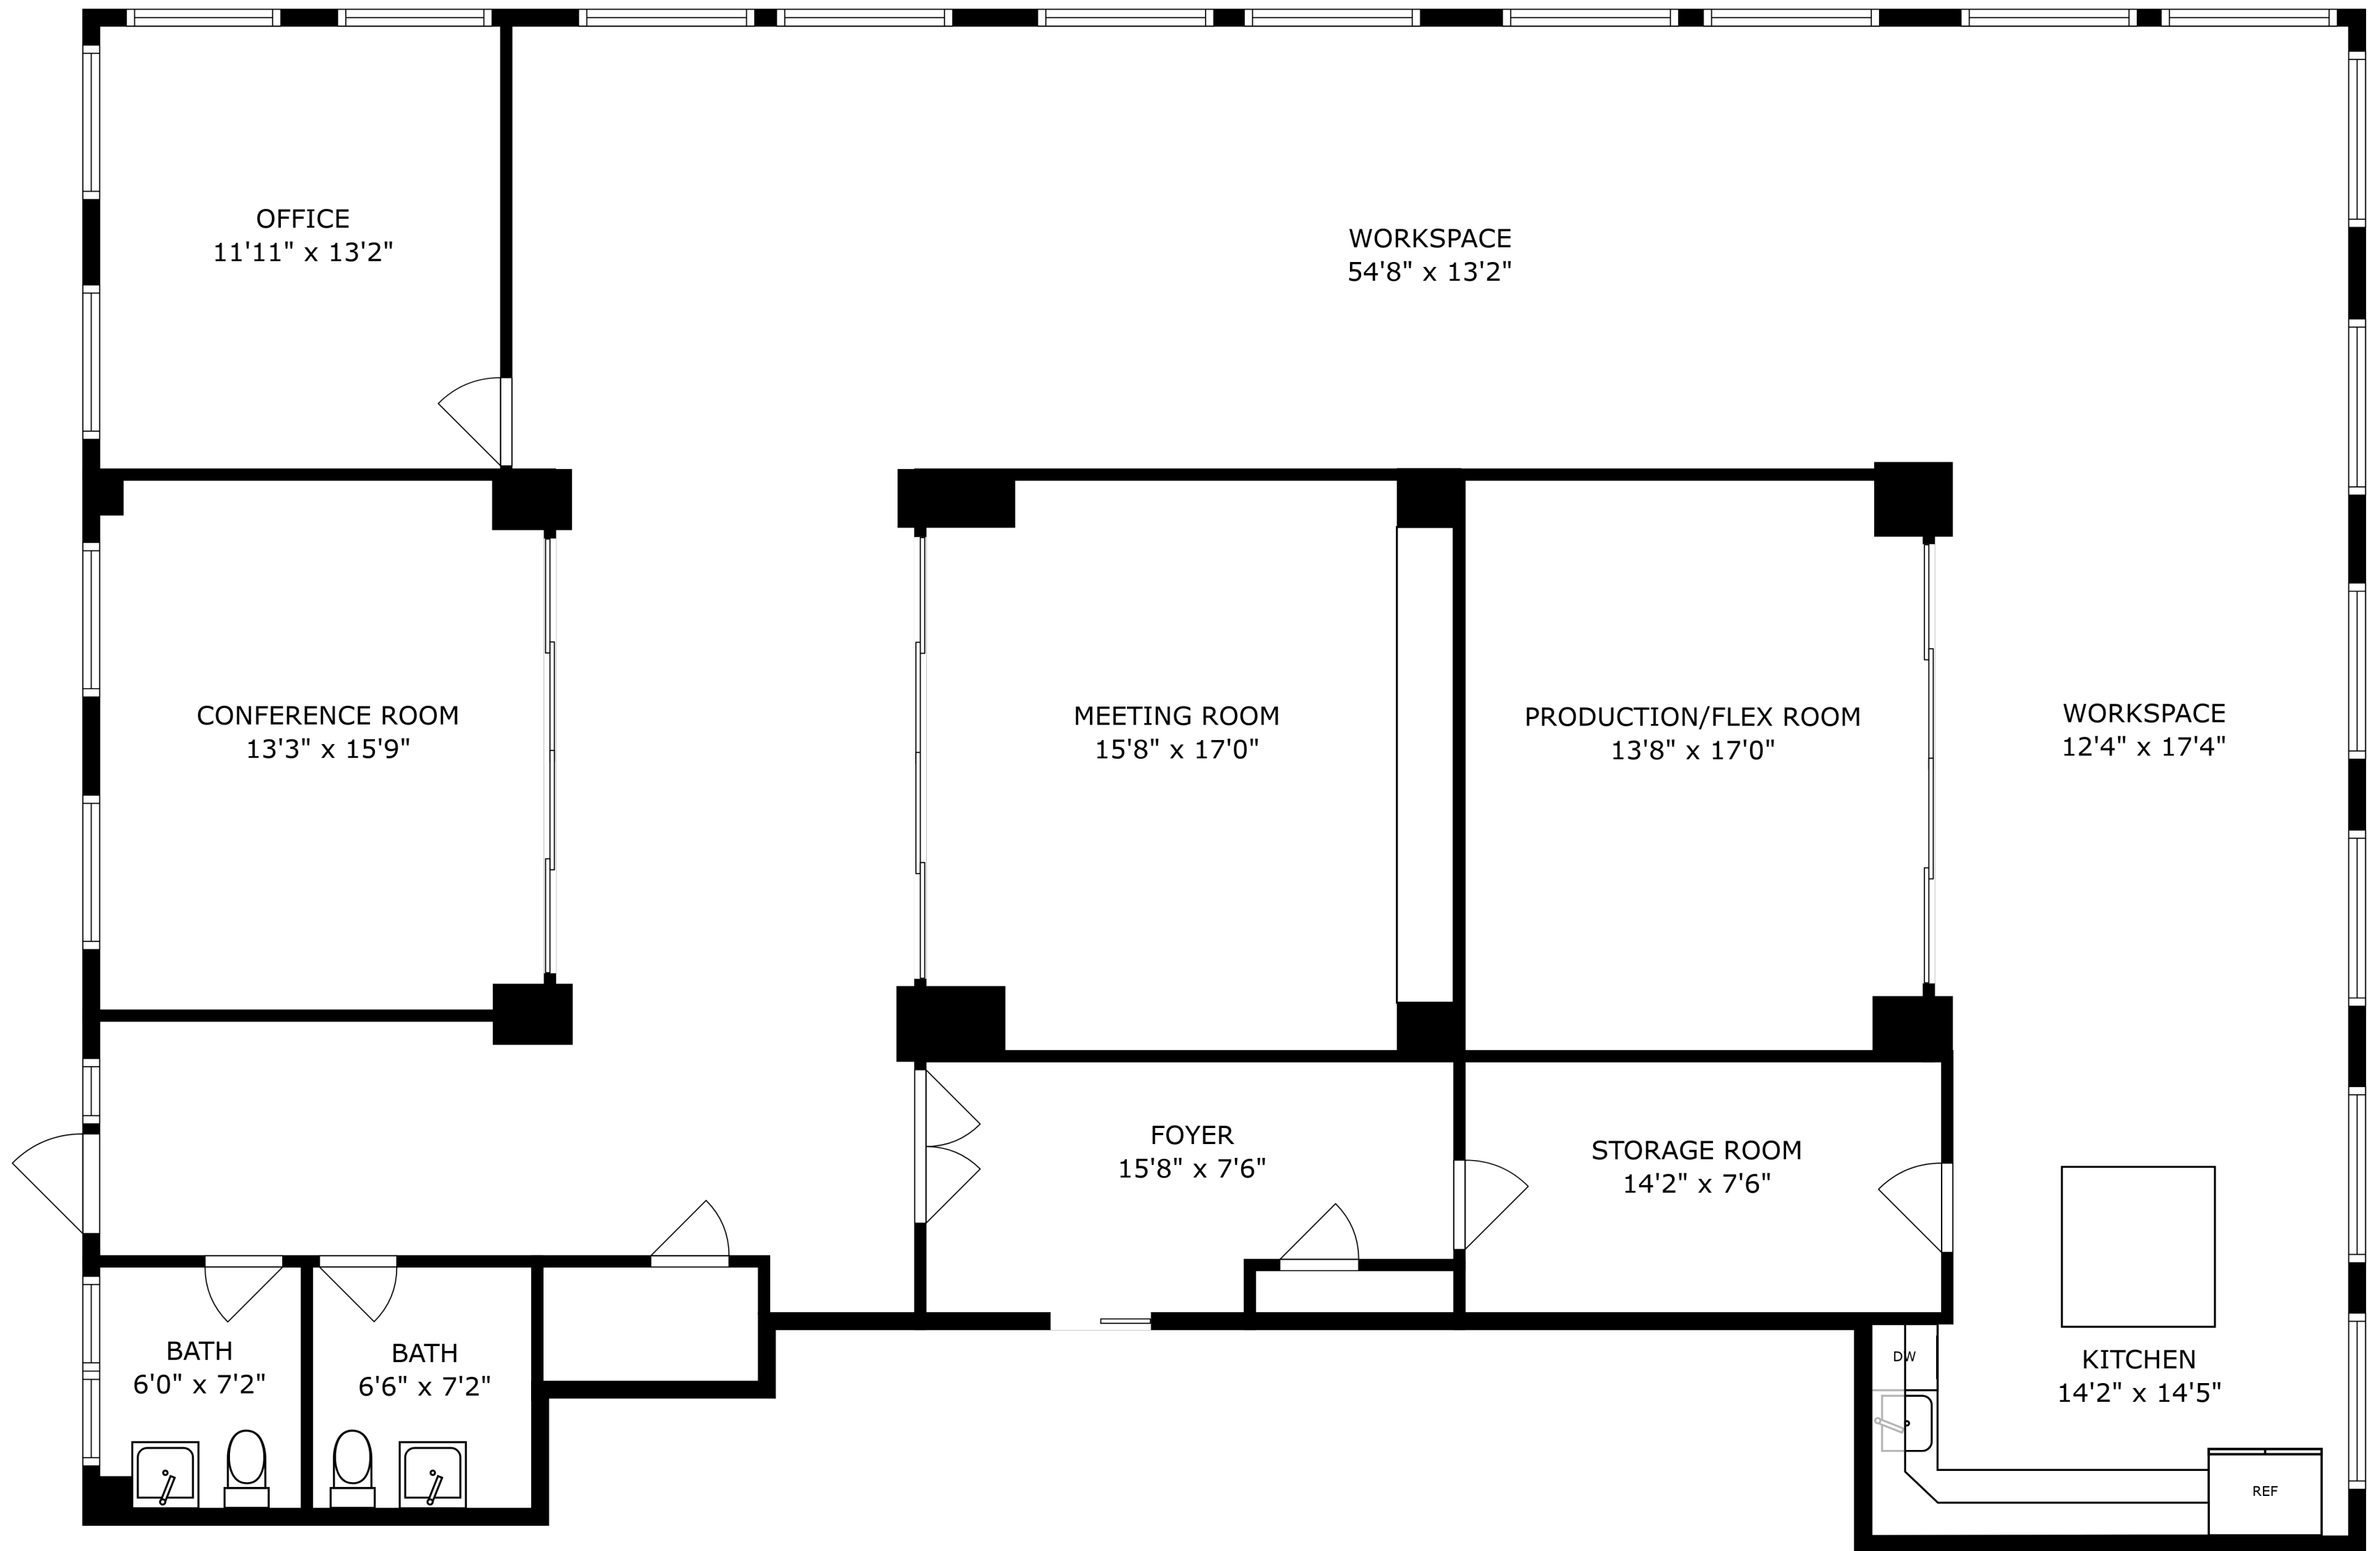 OFFICE
11'11" x 13'2"
WORKSPACE
54'8" x 13'2"
CONFERENCE ROOM
13'3" x 15'9"
MEETING ROOM
15'8" x 17'0"
PRODUCTION/FLEX ROOM
13'8" x 17'0"
WORKSPACE
12'4" x 17'4"
FOYER
15'8" x 7'6"
STORAGE ROOM
14'2" x 7'6"
BATH
6'0" x 7'2"
BATH
6'6" x 7'2"
DW
KITCHEN
14'2" x 14'5"
REF